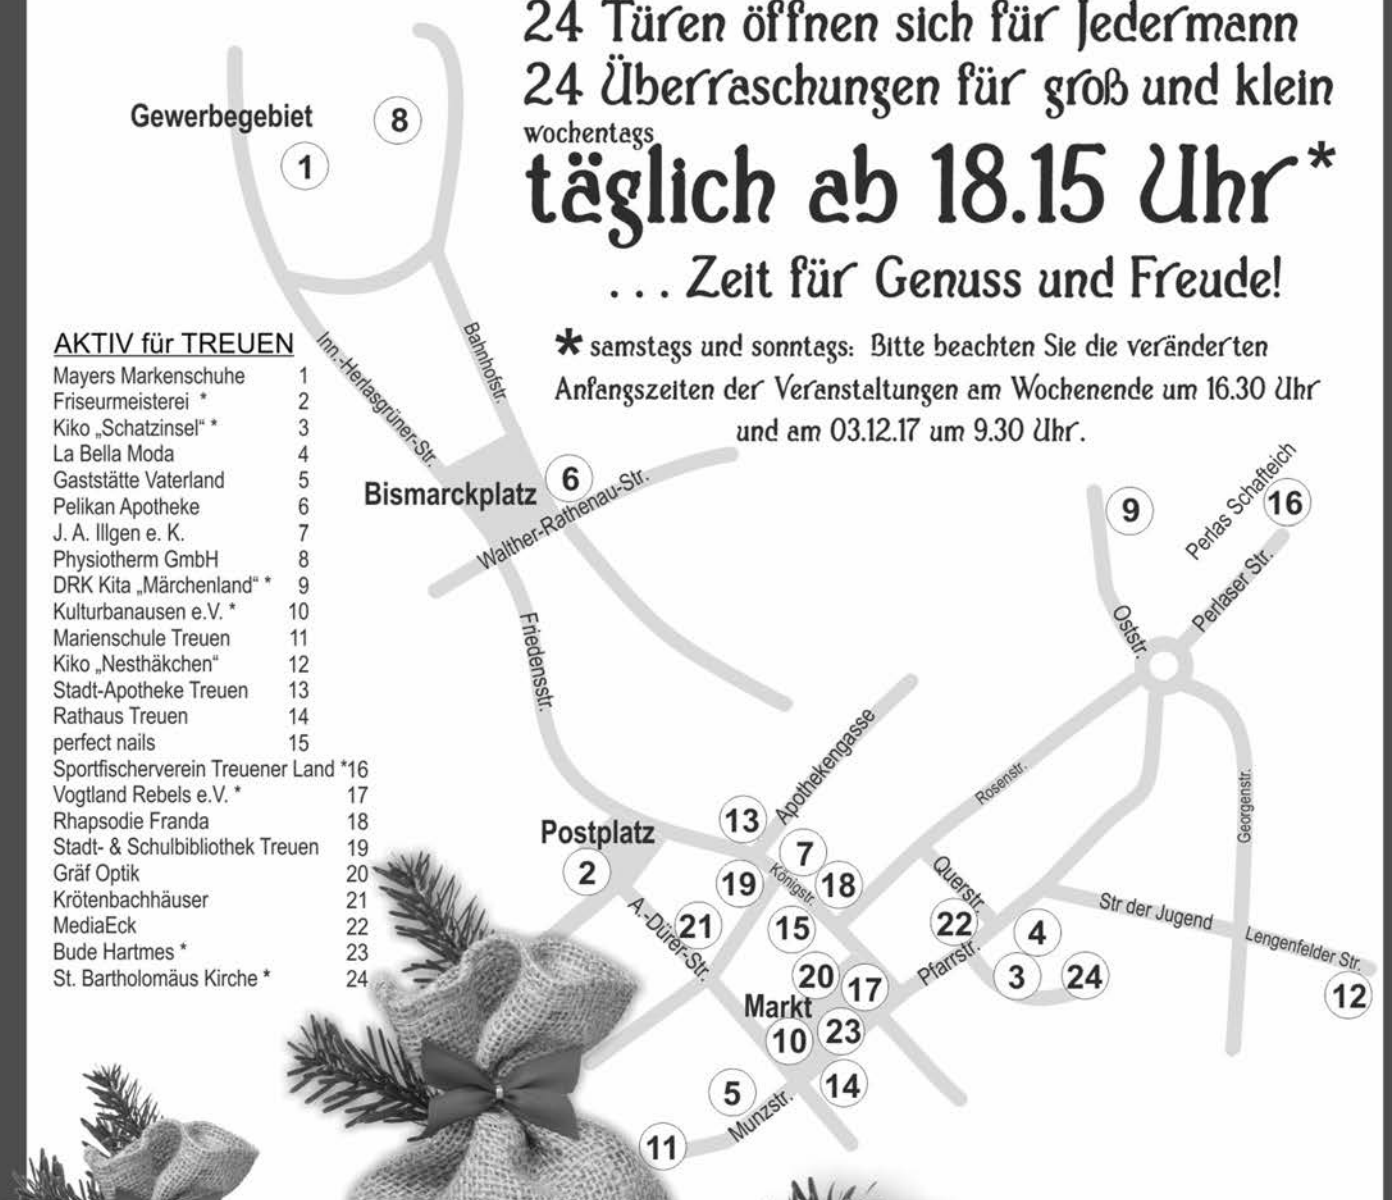 24 Türen öffnen sich für Jedermann
24 Überraschungen für groß und klein
wochentags
täglich ab 18.15 Uhr*
. . . Zeit für Genuss und Freude!
* samstags und sonntags: Bitte beachten Sie die veränderten
Anfangszeiten der Veranstaltungen am Wochenende um 16.30 Uhr
und am 03.12.17 um 9.30 Uhr.
Gewerbegebiet
8
1
AKTIV für TREUEN
Mayers Markenschuhe 1
Friseurmeisterei * 2
Kiko „Schatzinsel“ * 3
La Bella Moda 4
Gaststätte Vaterland 5
Pelikan Apotheke 6
J. A. Illgen e. K. 7
Physiotherm GmbH 8
DRK Kita „Märchenland“ * 9
Kulturbanausen e.V. * 10
Marienschule Treuen 11
Kiko „Nesthäkchen“ 12
Stadt-Apotheke Treuen 13
Rathaus Treuen 14
perfect nails 15
Sportfischerverein Treuener Land *16
Vogtland Rebels e.V. * 17
Rhapsodie Franda 18
Stadt- & Schulbibliothek Treuen 19
Gräf Optik 20
Krötenbachhäuser 21
MediaEck 22
Bude Hartmes * 23
St. Bartholomäus Kirche * 24
Inn.-Herlasgrüner-Str.
Bahnhofstr.
Bismarckplatz
6
Walther-Rathenau-Str.
Friedensstr.
9
Perlas Schafteich
16
Perlaser Str.
Oststr.
Apothekengasse
Rosenstr.
Georgenstr.
Postplatz
2
13
7
19
Königstr.
18
A.-Dürer-Str.
21
15
Querstr.
22
4
Str der Jugend
Lengenfelder Str.
12
Pfarrstr.
3
24
20
17
Markt
10
23
14
5
Munzstr.
11